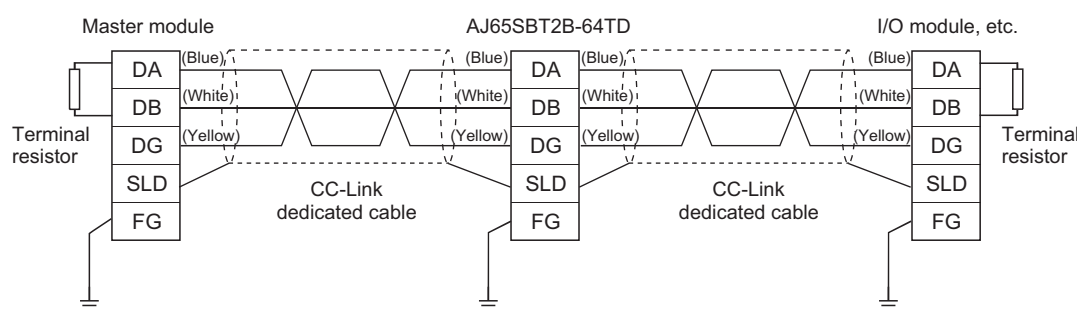 Master module
AJ65SBT2B-64TD
I/O module, etc.
DA
(Blue)
(Blue)
DA
(Blue)
(Blue)
DA
DB
(White)
(White)
DB
(White)
(White)
DB
DG
(Yellow)
(Yellow)
DG
(Yellow)
(Yellow)
DG
SLD
SLD
SLD
FG
FG
FG
Terminal
resistor
CC-Link
dedicated cable
CC-Link
dedicated cable
Terminal
resistor